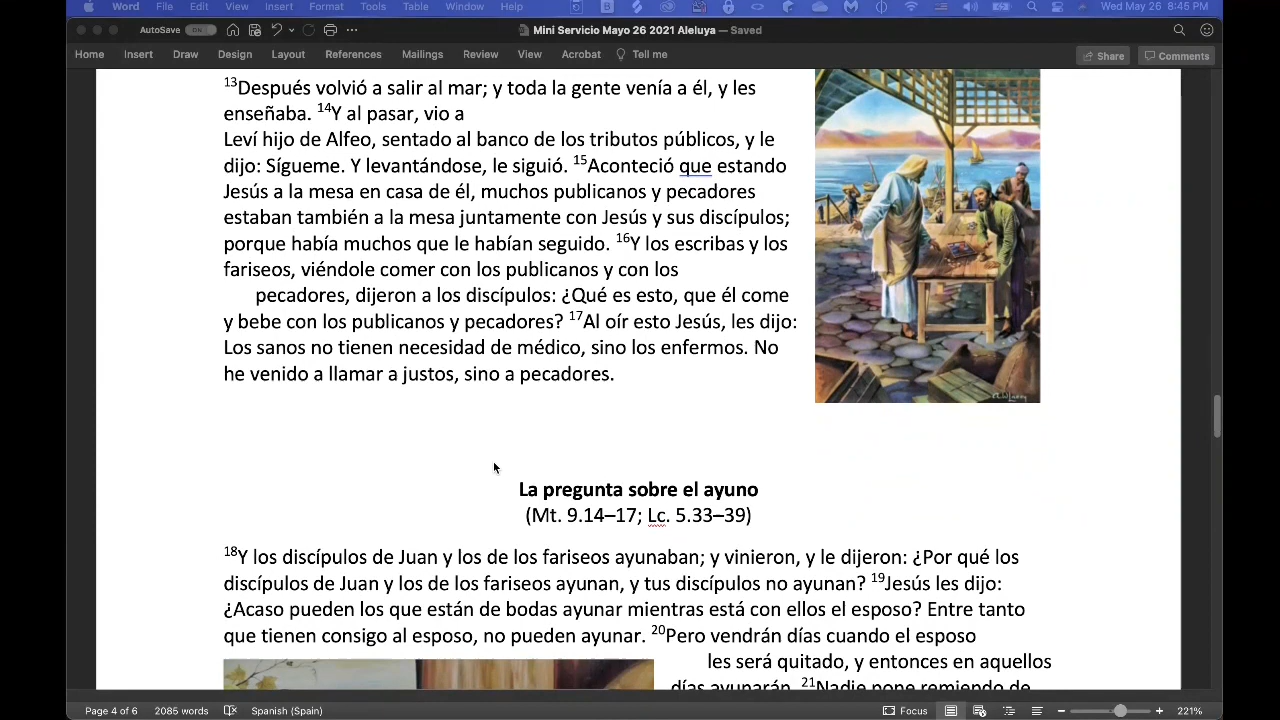 Word File Edit View Insert Format Tools Table Window Help Wed May 26 8:45 PM
AutoSave ON Mini Servicio Mayo 26 2021 Aleluya — Saved
Home Insert Draw Design Layout References Mailings Review View Acrobat Tell me Share Comments
13Después volvió a salir al mar; y toda la gente venía a él, y les
enseñaba. 14Y al pasar, vio a
Leví hijo de Alfeo, sentado al banco de los tributos públicos, y le
dijo: Sígueme. Y levantándose, le siguió. 15Aconteció que estando
Jesús a la mesa en casa de él, muchos publicanos y pecadores
estaban también a la mesa juntamente con Jesús y sus discípulos;
porque había muchos que le habían seguido. 16Y los escribas y los
fariseos, viéndole comer con los publicanos y con los
pecadores, dijeron a los discípulos: ¿Qué es esto, que él come
y bebe con los publicanos y pecadores? 17Al oír esto Jesús, les dijo:
Los sanos no tienen necesidad de médico, sino los enfermos. No
he venido a llamar a justos, sino a pecadores.
La pregunta sobre el ayuno
(Mt. 9.14–17; Lc. 5.33–39)
18Y los discípulos de Juan y los de los fariseos ayunaban; y vinieron, y le dijeron: ¿Por qué los
discípulos de Juan y los de los fariseos ayunan, y tus discípulos no ayunan? 19Jesús les dijo:
¿Acaso pueden los que están de bodas ayunar mientras está con ellos el esposo? Entre tanto
que tienen consigo al esposo, no pueden ayunar. 20Pero vendrán días cuando el esposo
les será quitado, y entonces en aquellos
días ayunarán. 21Nadie pone remiendo de
Page 4 of 6 2085 words Spanish (Spain) Focus 221%